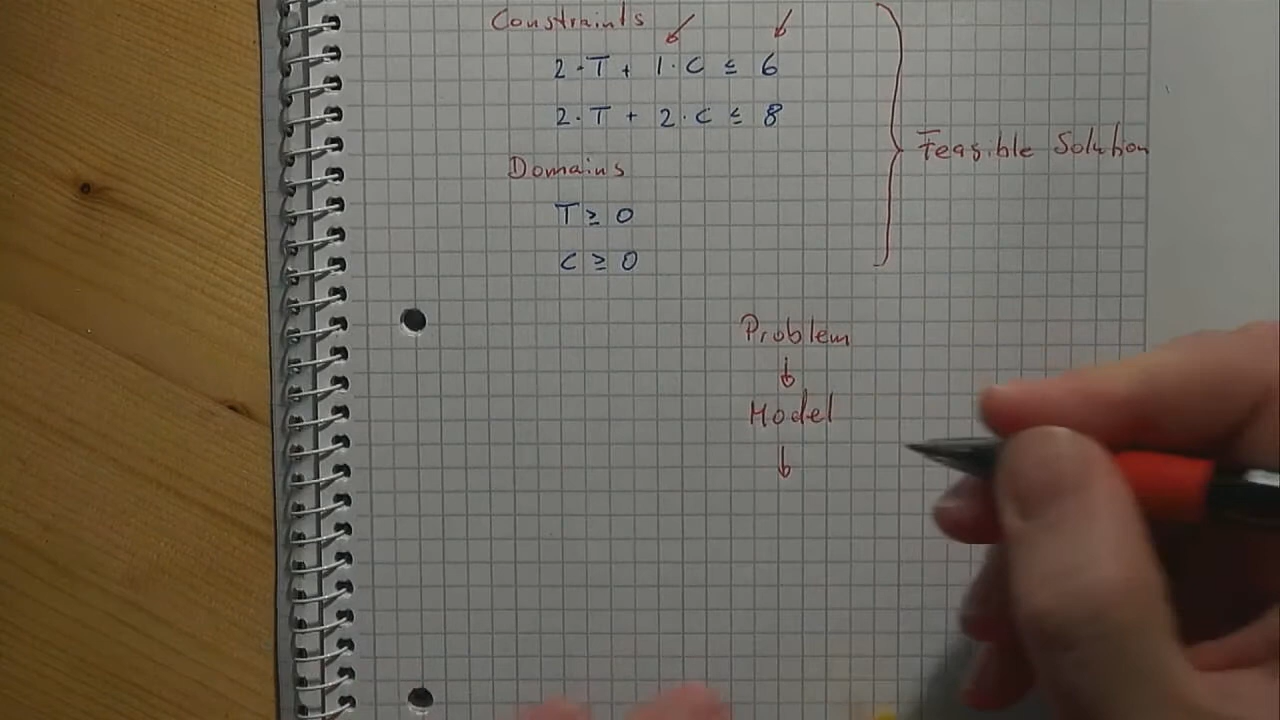 Constraints
2·T + 1·C ≤ 6
2·T + 2·C ≤ 8
Feasible Solution
Domains
T ≥ 0
C ≥ 0
Problem
↓
Model
↓